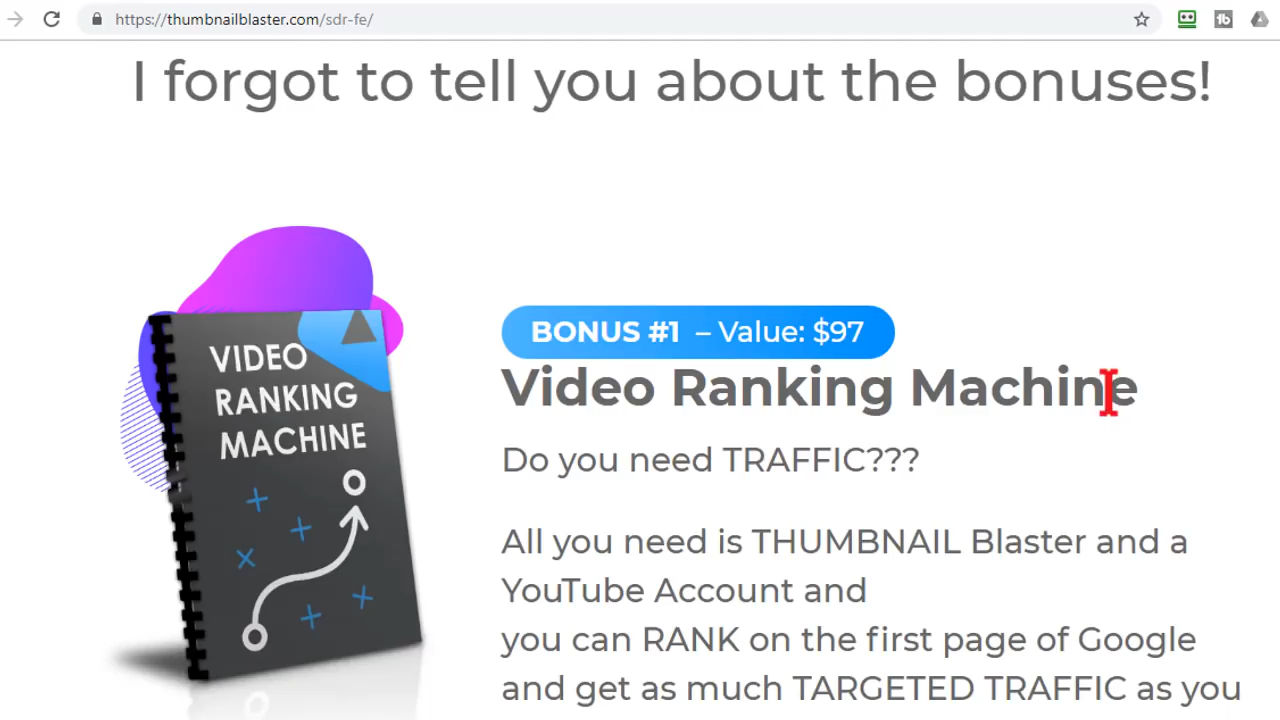 https://thumbnailblaster.com/sdr-fe/
I forgot to tell you about the bonuses!
VIDEO
RANKING
MACHINE
BONUS #1 – Value: $97
Video Ranking Machine
Do you need TRAFFIC???
All you need is THUMBNAIL Blaster and a
YouTube Account and
you can RANK on the first page of Google
and get as much TARGETED TRAFFIC as you